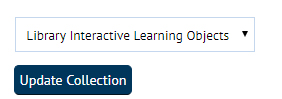 Library Interactive Learning Objects
Update Collection